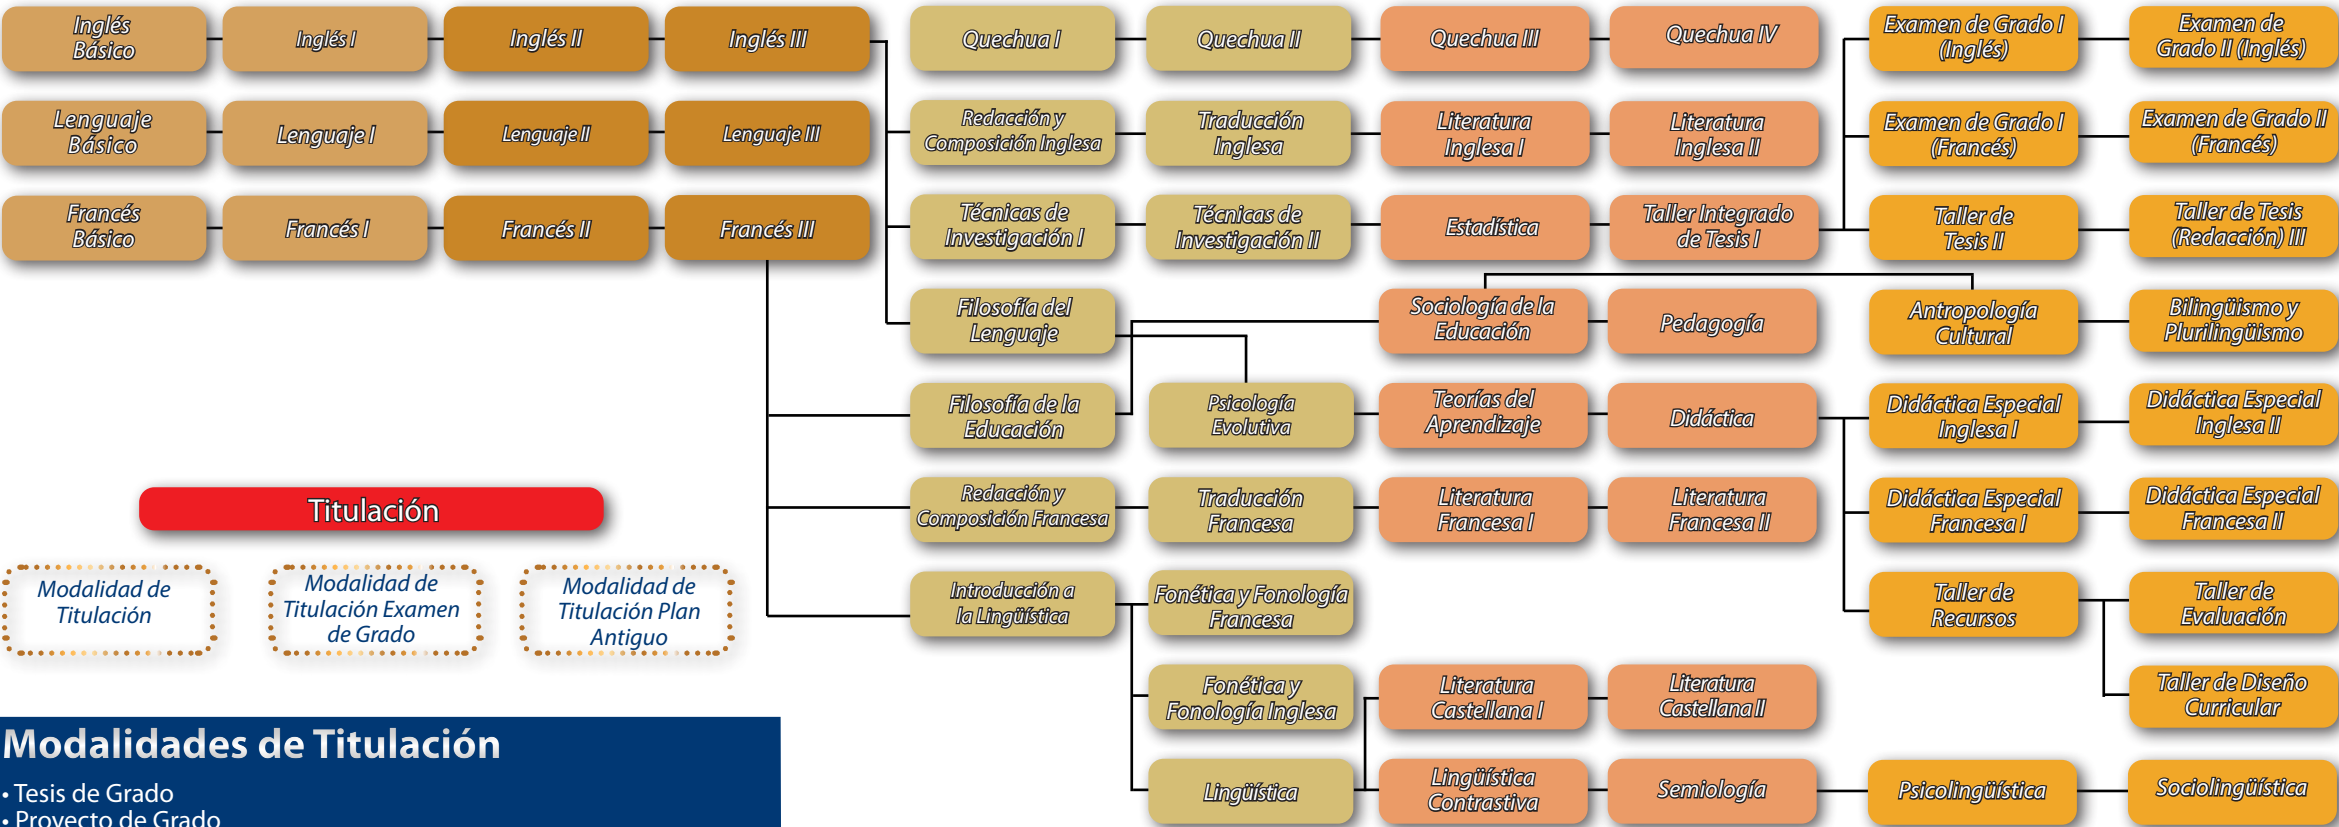 Inglés
Básico
Inglés I
Inglés II
Inglés III
Quechua I
Quechua II
Quechua III
Quechua IV
Examen de Grado I
(Inglés)
Examen de
Grado II (Inglés)
Lenguaje
Básico
Lenguaje I
Lenguaje II
Lenguaje III
Redacción y
Composición Inglesa
Traducción
Inglesa
Literatura
Inglesa I
Literatura
Inglesa II
Examen de Grado I
(Francés)
Examen de Grado II
(Francés)
Francés
Básico
Francés I
Francés II
Francés III
Técnicas de
Investigación I
Técnicas de
Investigación II
Estadística
Taller Integrado
de Tesis I
Taller de
Tesis II
Taller de Tesis
(Redacción) III
Filosofía del
Lenguaje
Sociología de la
Educación
Pedagogía
Antropología
Cultural
Bilingüismo y
Plurilingüismo
Filosofía de la
Educación
Psicología
Evolutiva
Teorías del
Aprendizaje
Didáctica
Didáctica Especial
Inglesa I
Didáctica Especial
Inglesa II
Redacción y
Composición Francesa
Traducción
Francesa
Literatura
Francesa I
Literatura
Francesa II
Didáctica Especial
Francesa I
Didáctica Especial
Francesa II
Introducción a
la Lingüística
Fonética y Fonología
Francesa
Taller de
Recursos
Taller de
Evaluación
Fonética y
Fonología Inglesa
Literatura
Castellana I
Literatura
Castellana II
Taller de Diseño
Curricular
Lingüística
Lingüística
Contrastiva
Semiología
Psicolingüística
Sociolingüística
Titulación
Modalidad de
Titulación
Modalidad de
Titulación Examen
de Grado
Modalidad de
Titulación Plan
Antiguo
Modalidades de Titulación
• Tesis de Grado
• Proyecto de Grado